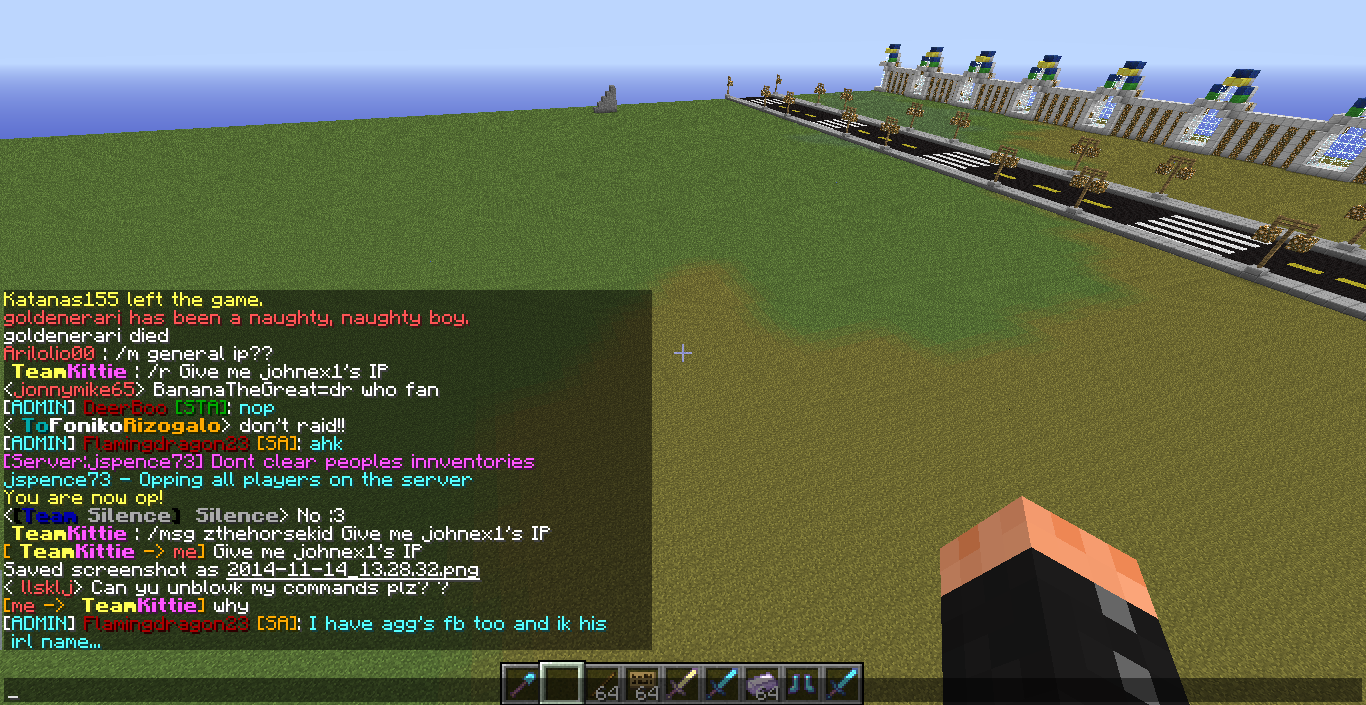 Katanas155 left the game.
goldenerari has been a naughty, naughty boy.
goldenerari died
Arilolio00 : /m general ip??
TeamKittie : /r Give me johnex1's IP
<jonnymike65> BananaTheGreat=dr who fan
[ADMIN] DeerBoo [STA]: nop
< ToFonikoRizogalo> don't raid!!
[ADMIN] Flamingdragon23 [SA]: ahk
[Server:jspence73] Dont clear peoples innventories
jspence73 - Opping all players on the server
You are now op!
<[Team Silence] Silence> No :3
TeamKittie : /msg zthehorsekid Give me johnex1's IP
[ TeamKittie -> me] Give me johnex1's IP
Saved screenshot as 2014-11-14_13.28.32.png
< llsklj> Can yu unblovk my commands plz? ?
[me -> TeamKittie] why
[ADMIN] Flamingdragon23 [SA]: I have agg's fb too and ik his
irl name...
_
64 64 64